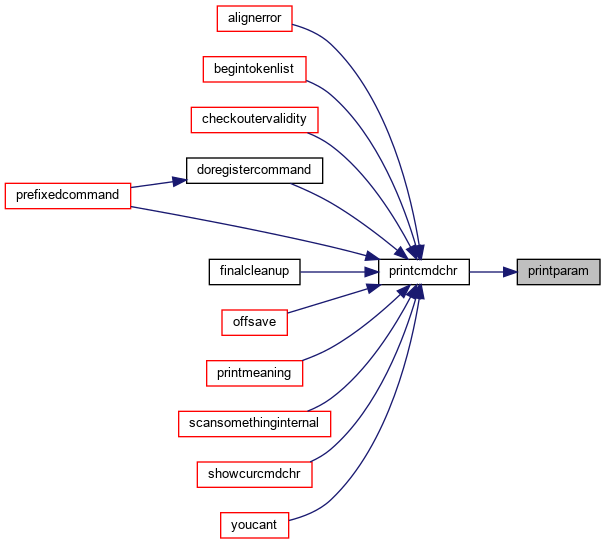 alignerror
begintokenlist
checkoutervalidity
doregistercommand
prefixedcommand
finalcleanup
printcmdchr
printparam
offsave
printmeaning
scansomethinginternal
showcurcmdchr
youcant